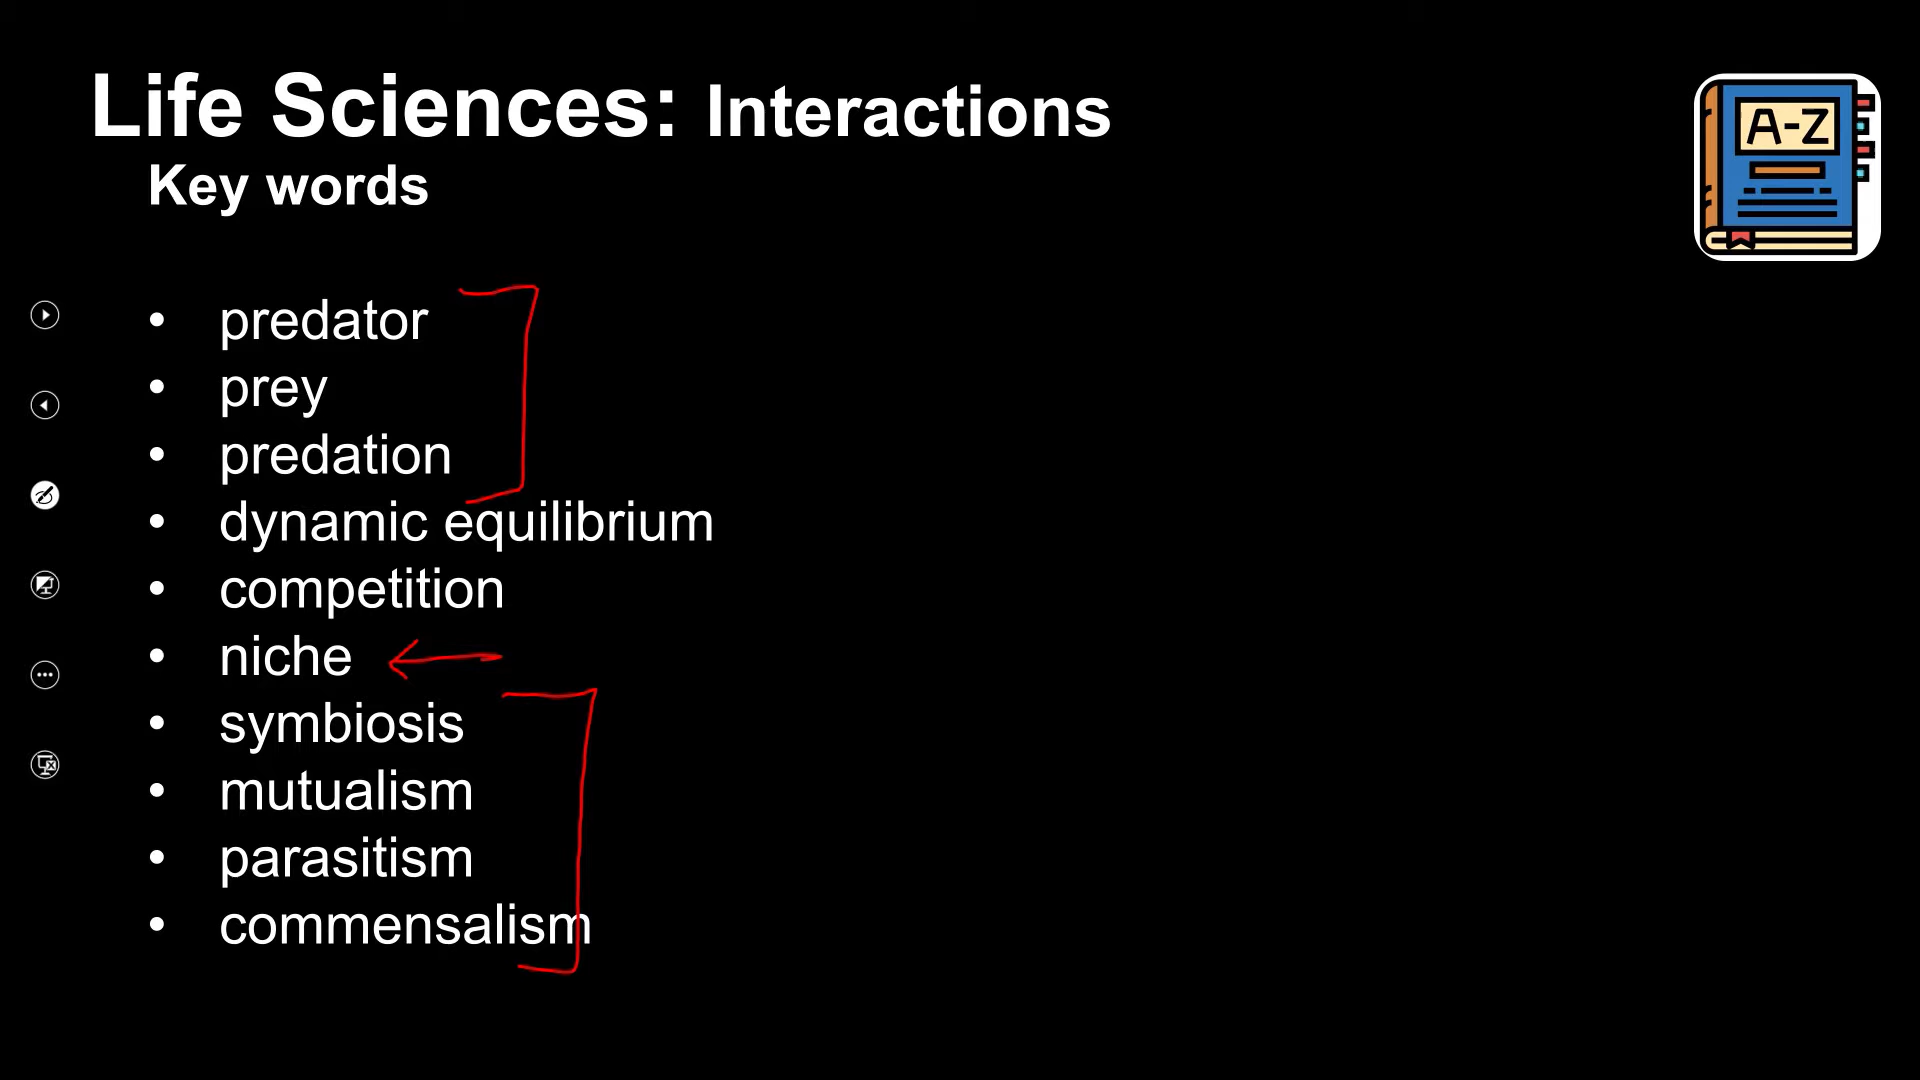 Life Sciences: Interactions
Key words
A-Z
• predator
• prey
• predation
• dynamic equilibrium
• competition
• niche
• symbiosis
• mutualism
• parasitism
• commensalism